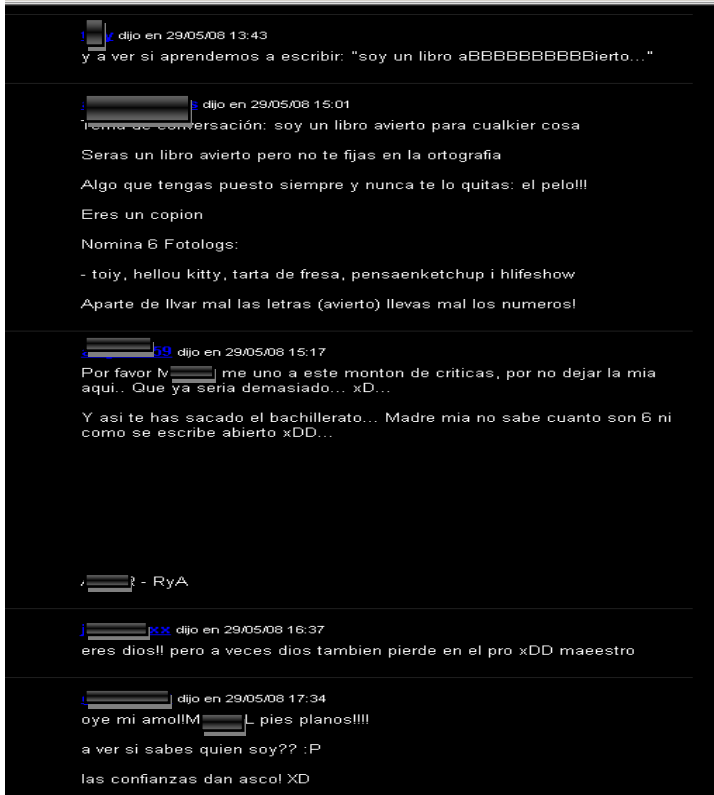 dijo en 29/05/08 13:43
y a ver si aprendemos a escribir: "soy un libro aBBBBBBBBBBierto..."
dijo en 29/05/08 15:01
Tema de conversación: soy un libro avierto para cualkier cosa
Seras un libro avierto pero no te fijas en la ortografia
Algo que tengas puesto siempre y nunca te lo quitas: el pelo!!!
Eres un copion
Nomina 6 Fotologs:
- toiy, hellou kitty, tarta de fresa, pensaenketchup i hlifeshow
Aparte de llvar mal las letras (avierto) llevas mal los numeros!
59 dijo en 29/05/08 15:17
Por favor M me uno a este monton de criticas, por no dejar la mia
aqui.. Que ya seria demasiado... xD...
Y asi te has sacado el bachillerato... Madre mia no sabe cuanto son 6 ni
como se escribe abierto xDD...
- RyA
j xx dijo en 29/05/08 16:37
eres dios!! pero a veces dios tambien pierde en el pro xDD maeestro
dijo en 29/05/08 17:34
oye mi amol!M L pies planos!!!!
a ver si sabes quien soy?? :P
las confianzas dan asco! XD